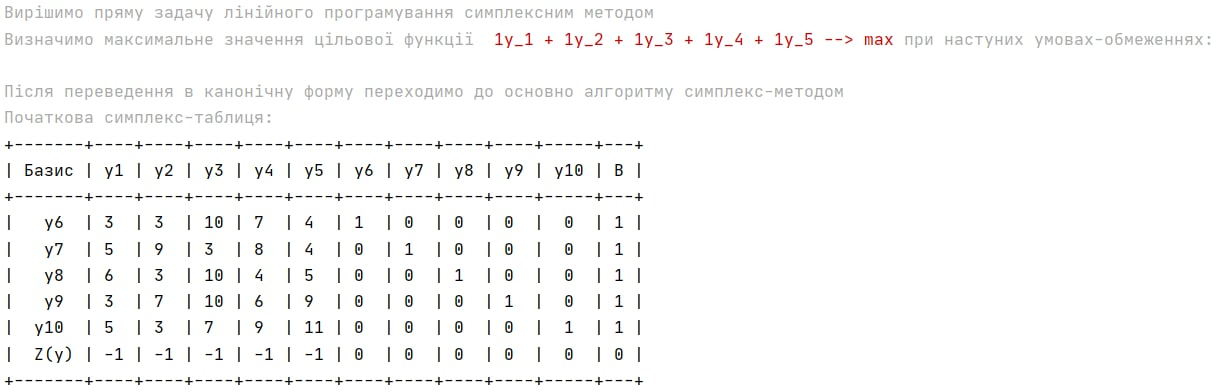 Вирішимо пряму задачу лінійного програмування симплексним методом
Визначимо максимальне значення цільової функції  1y_1 + 1y_2 + 1y_3 + 1y_4 + 1y_5 --> max при наступих умовах-обмеженнях:
Після переведення в канонічну форму переходимо до основно алгоритму симплекс-методом
Початкова симплекс-таблиця:
+-------+----+----+----+----+----+----+----+----+----+-----+---+
| Базис | y1 | y2 | y3 | y4 | y5 | y6 | y7 | y8 | y9 | y10 | B |
+-------+----+----+----+----+----+----+----+----+----+-----+---+
|   y6  | 3  | 3  | 10 | 7  | 4  | 1  | 0  | 0  | 0  |  0  | 1 |
|   y7  | 5  | 9  | 3  | 8  | 4  | 0  | 1  | 0  | 0  |  0  | 1 |
|   y8  | 6  | 3  | 10 | 4  | 5  | 0  | 0  | 1  | 0  |  0  | 1 |
|   y9  | 3  | 7  | 10 | 6  | 9  | 0  | 0  | 0  | 1  |  0  | 1 |
|  y10  | 5  | 3  | 7  | 9  | 11 | 0  | 0  | 0  | 0  |  1  | 1 |
|  Z(y) | -1 | -1 | -1 | -1 | -1 | 0  | 0  | 0  | 0  |  0  | 0 |
+-------+----+----+----+----+----+----+----+----+----+-----+---+